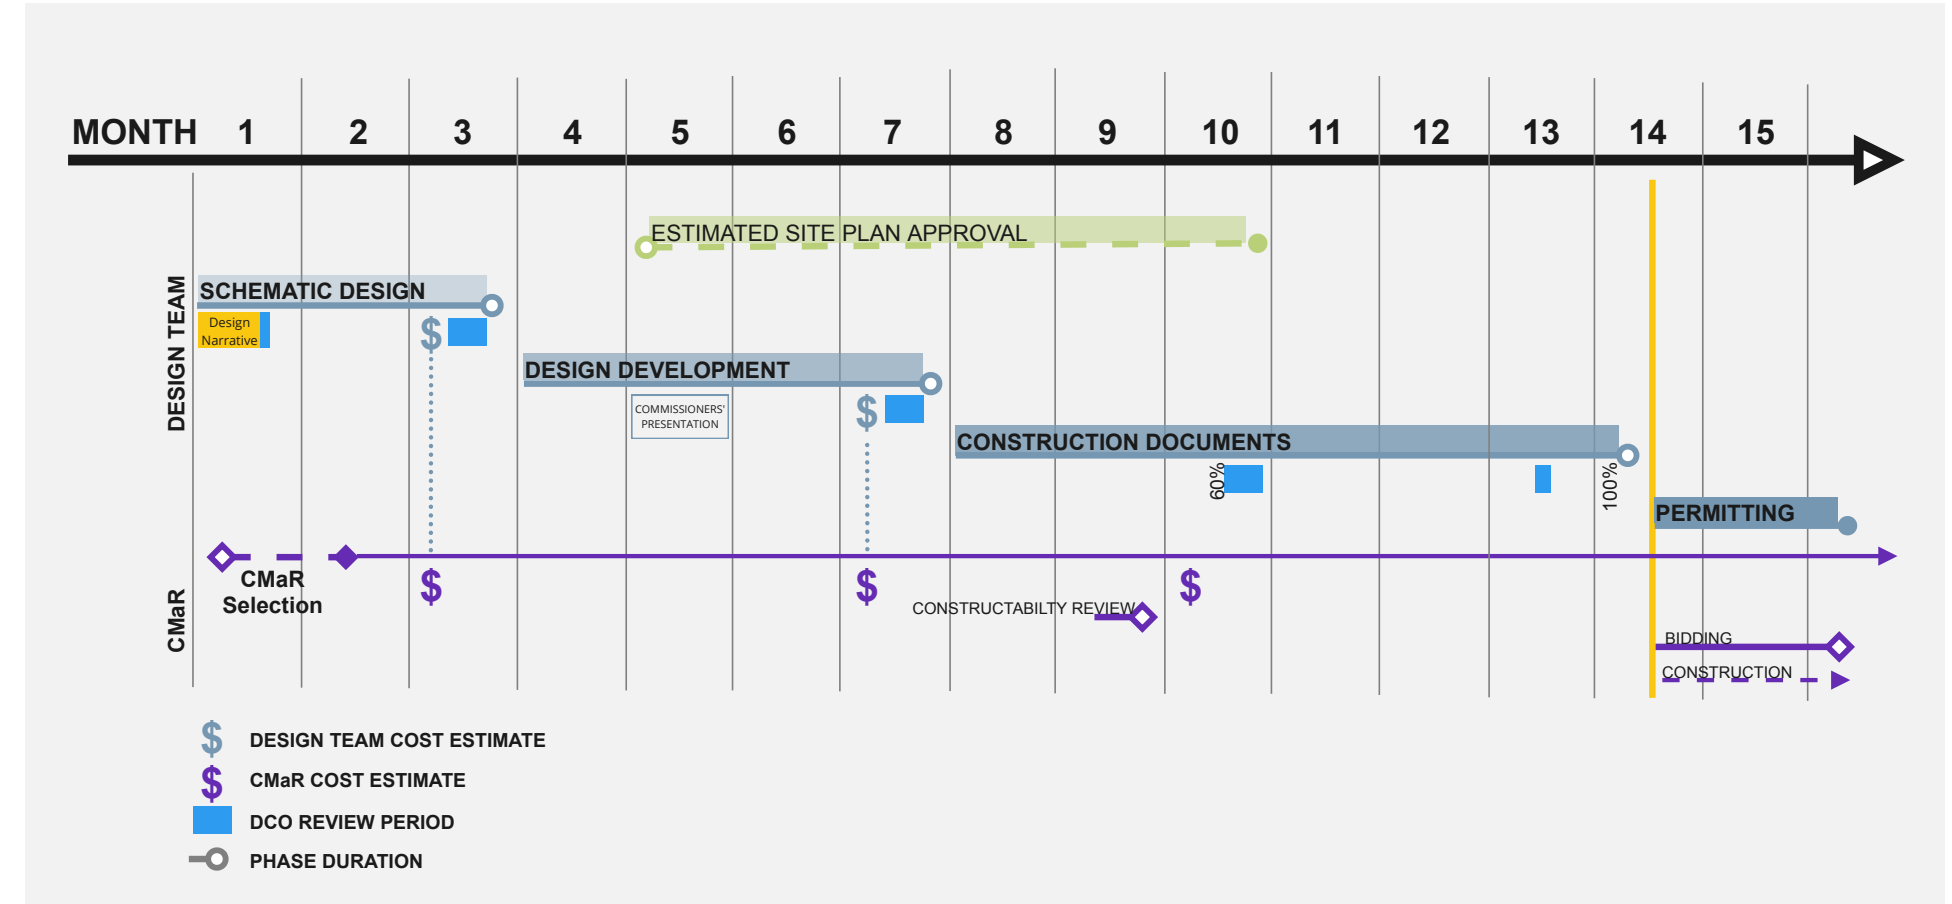 MONTH 1 2 3 4 5 6 7 8 9 10 11 12 13 14 15
ESTIMATED SITE PLAN APPROVAL
DESIGN TEAM
SCHEMATIC DESIGN
Design
Narrative
$
DESIGN DEVELOPMENT
COMMISSIONERS'
PRESENTATION
$
CONSTRUCTION DOCUMENTS
60%
100%
PERMITTING
CMaR
CMaR
Selection
$
$
$
CONSTRUCTABILTY REVIEW
BIDDING
CONSTRUCTION
$ DESIGN TEAM COST ESTIMATE
$ CMaR COST ESTIMATE
DCO REVIEW PERIOD
PHASE DURATION